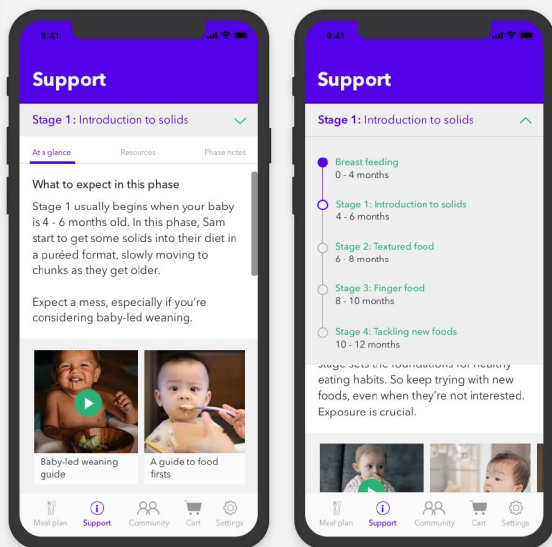 9:41
Support
Stage 1: Introduction to solids
At a glance
Resources
Phase notes
What to expect in this phase
Stage 1 usually begins when your baby
is 4 - 6 months old. In this phase, Sam
start to get some solids into their diet in
a puréed format, slowly moving to
chunks as they get older.
Expect a mess, especially if you're
considering baby-led weaning.
Baby-led weaning
guide
A guide to food
firsts
Meal plan
Support
Community
Cart
Settings
9:41
Support
Stage 1: Introduction to solids
Breast feeding
0 - 4 months
Stage 1: Introduction to solids
4 - 6 months
Stage 2: Textured food
6 - 8 months
Stage 3: Finger food
8 - 10 months
Stage 4: Tackling new foods
10 - 12 months
stage sets the foundations for healthy
eating habits. So keep trying with new
foods, even when they're not interested.
Exposure is crucial.
Meal plan
Support
Community
Cart
Settings